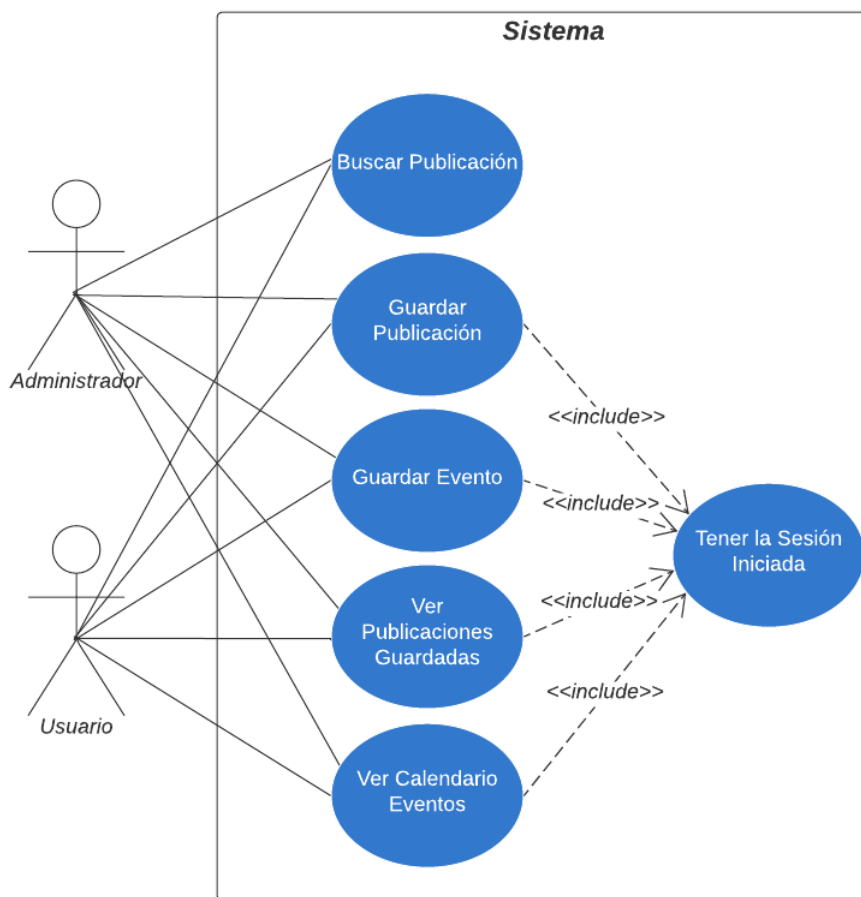 Sistema
Buscar Publicación
Guardar
Publicación
Administrador
<<include>>
Guardar Evento
<<include>>
Tener la Sesión
Iniciada
Ver
Publicaciones
Guardadas
<<include>>
<<include>>
Usuario
Ver Calendario
Eventos